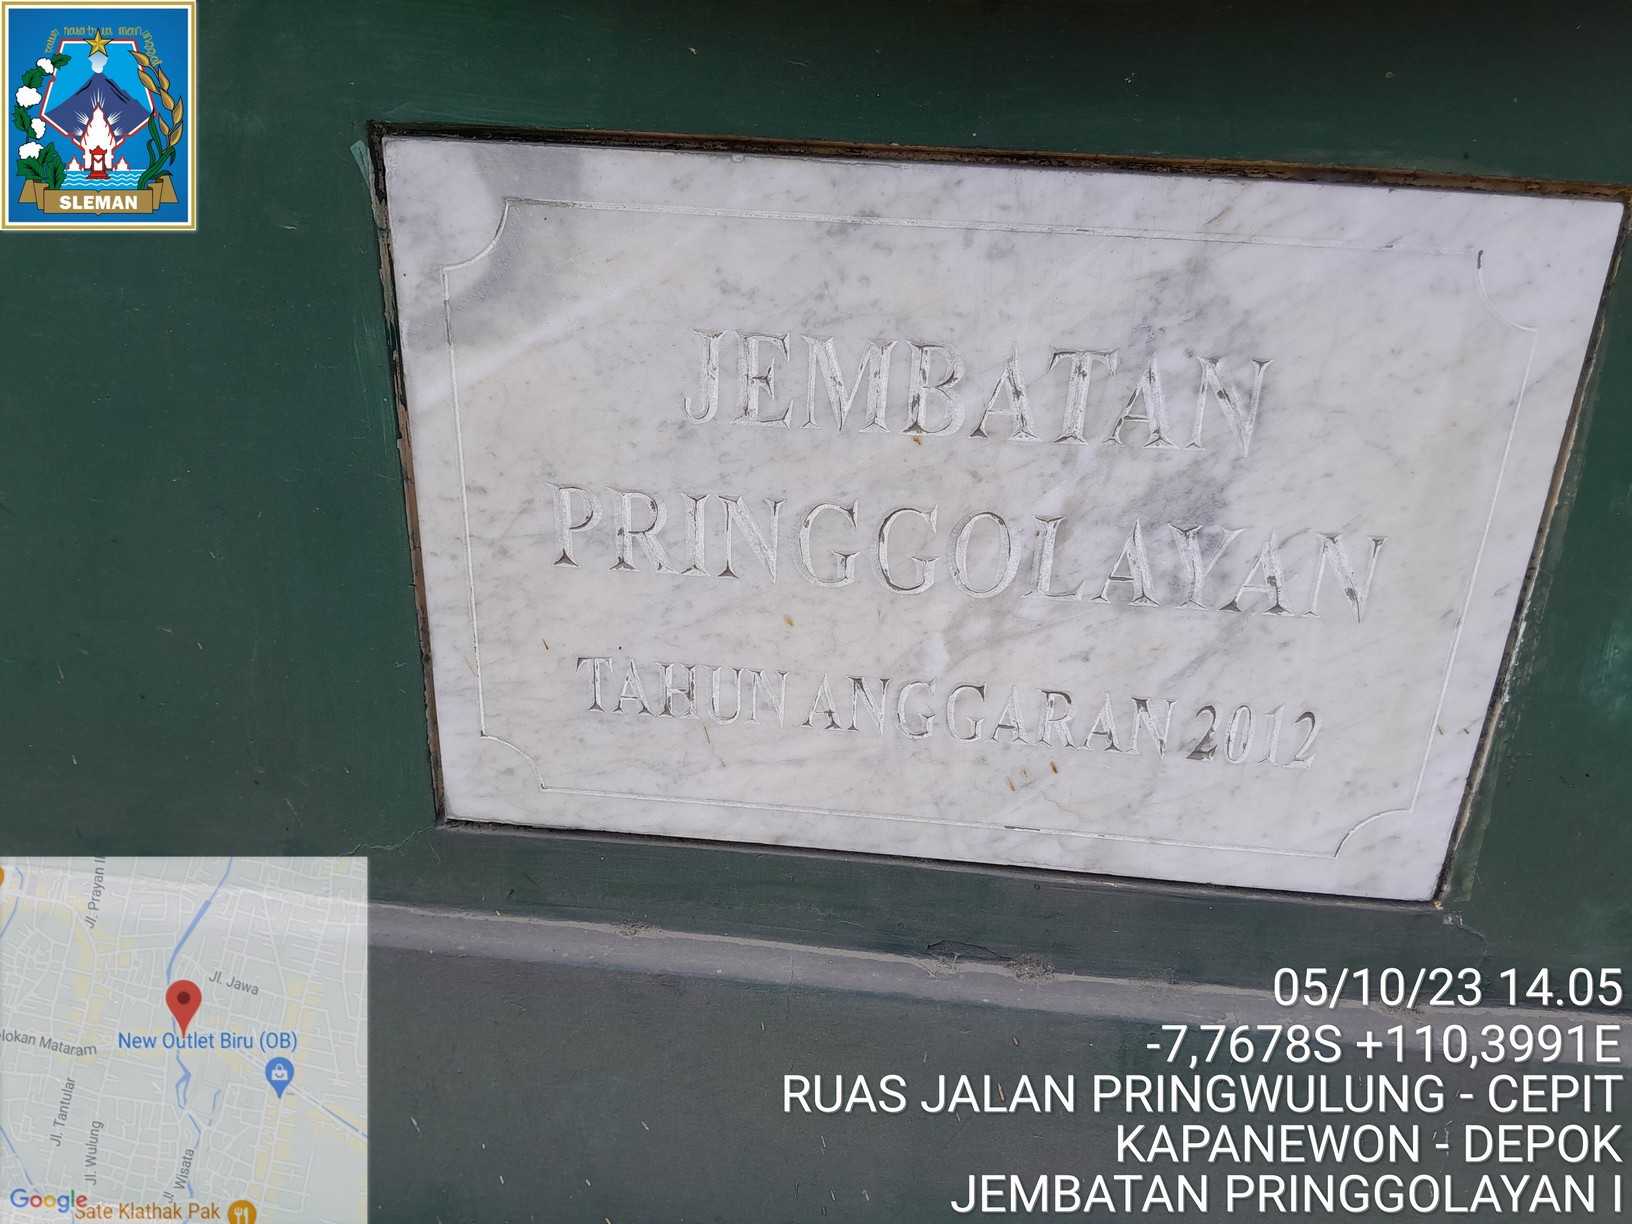 SLEMAN
JEMBATAN
PRINGGOLAYAN
TAHUN ANGGARAN 2012
Jl. Prayan
Jl. Jawa
New Outlet Biru (OB)
elokan Mataram
Jl. Tantular
Jl. Wulung
Jl. Wisata
Google
Sate Klathak Pak
05/10/23 14.05
-7,7678S +110,3991E
RUAS JALAN PRINGWULUNG - CEPIT
KAPANEWON - DEPOK
JEMBATAN PRINGGOLAYAN I